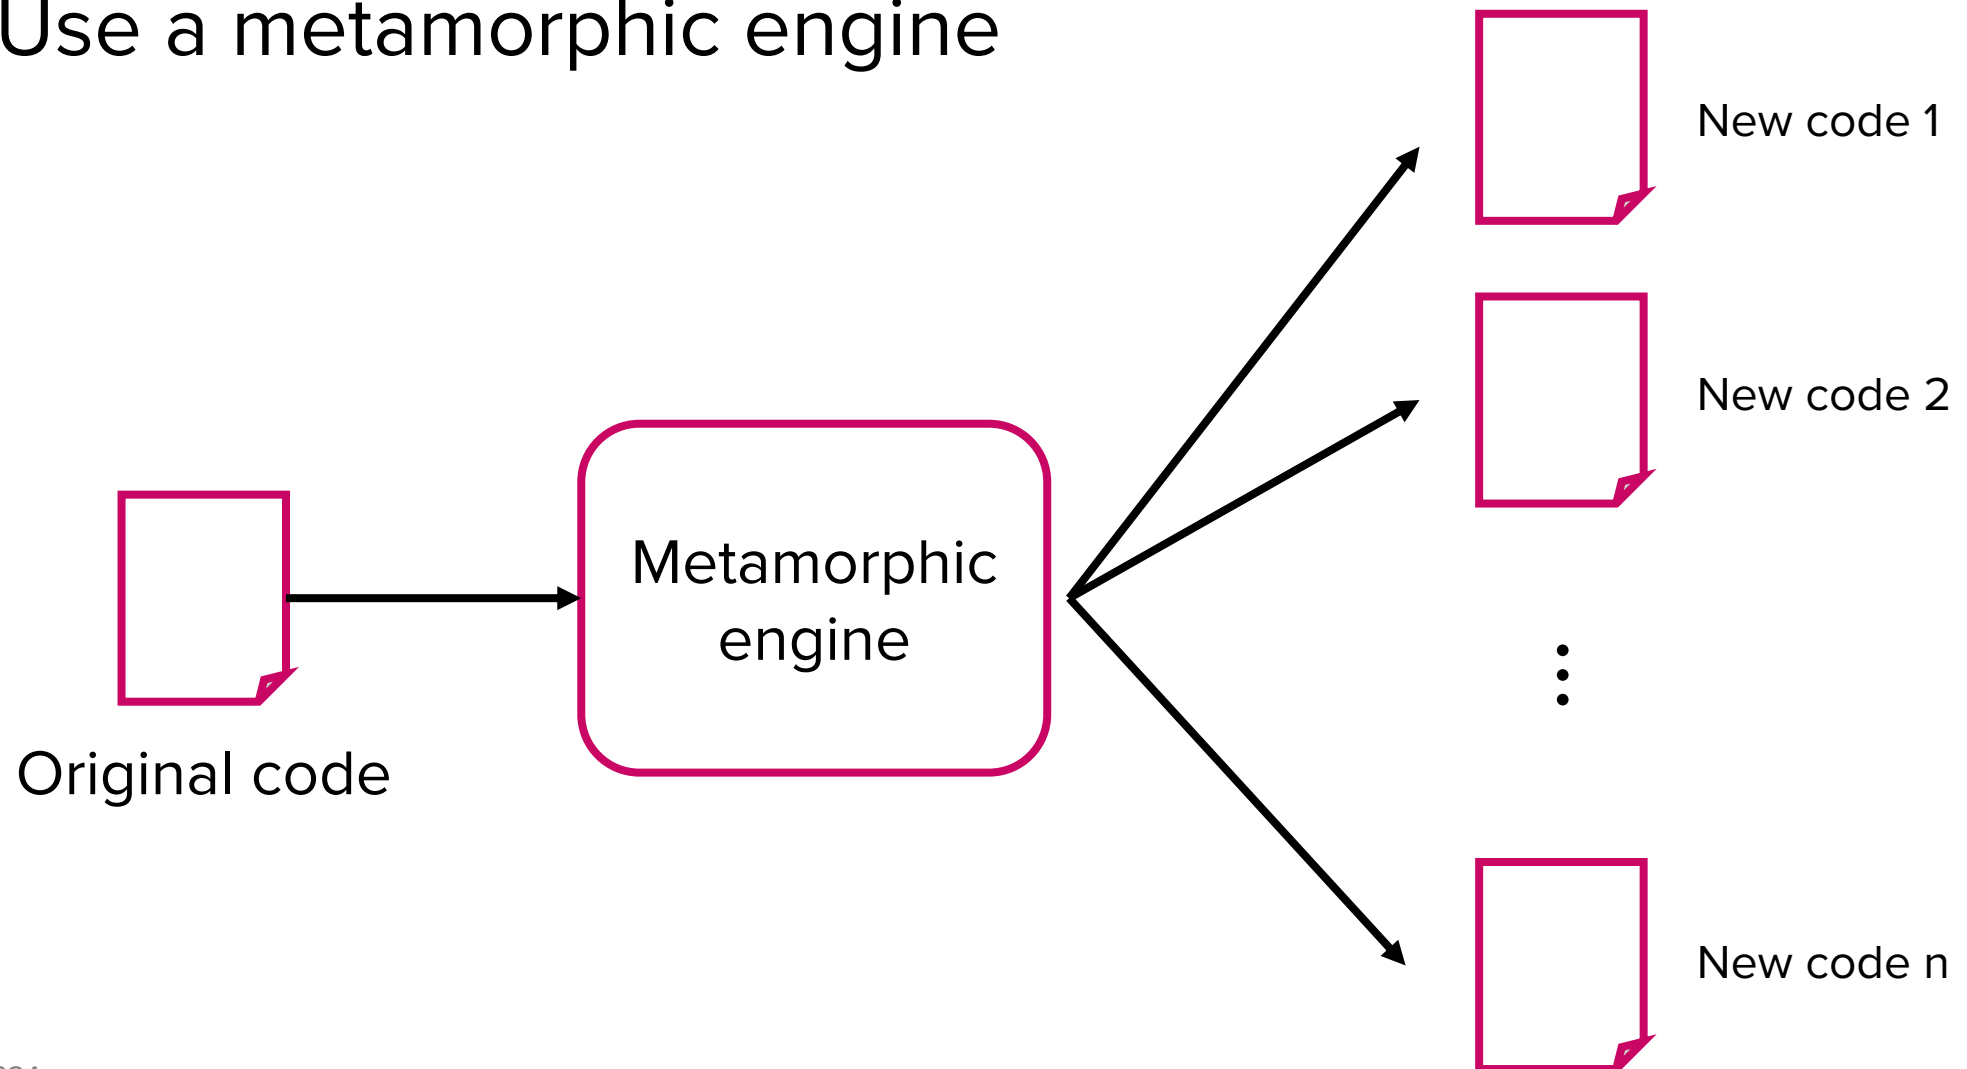 Use a metamorphic engine
New code 1
New code 2
Metamorphic
engine
Original code
New code n